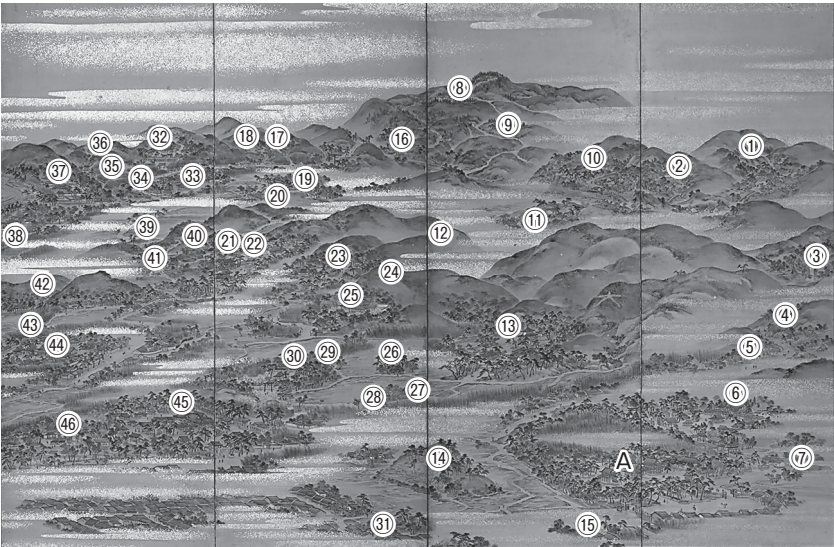 ⑧
⑨
㊱ ㉜ ⑱ ⑰ ⑯ ①
㊲ ㉟ ㉞ ㉝ ⑲ ⑩ ②
⑳
㊳ ㊴ ㊵ ㉑ ㉒ ⑫ ⑪
㊶ ㉓ ㉔ ③
㊷ ㉕
㊸ ⑬ ④
㊹ ㉚ ㉙ ㉖ ⑤
㊺ ㉘ ㉗ ⑥
㊻
⑭ A ⑦
㉛ ⑮